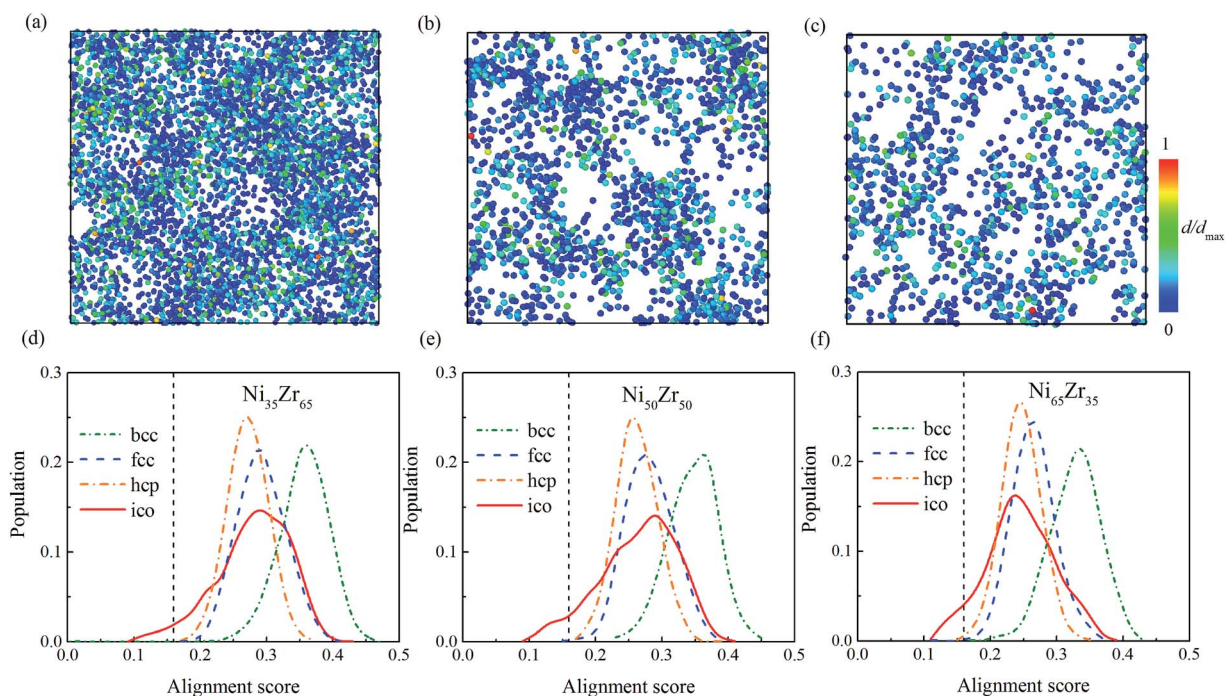 (a)
(b)
(c)
1
d/dmax
0
(d)
(e)
(f)
0.3
0.2
0.1
0.0
Population
Ni35Zr65
bcc
fcc
hcp
ico
0.0 0.1 0.2 0.3 0.4 0.5
Alignment score
0.3
0.2
0.1
0.0
Population
Ni50Zr50
bcc
fcc
hcp
ico
0.0 0.1 0.2 0.3 0.4 0.5
Alignment score
0.3
0.2
0.1
0.0
Population
Ni65Zr35
bcc
fcc
hcp
ico
0.0 0.1 0.2 0.3 0.4 0.5
Alignment score